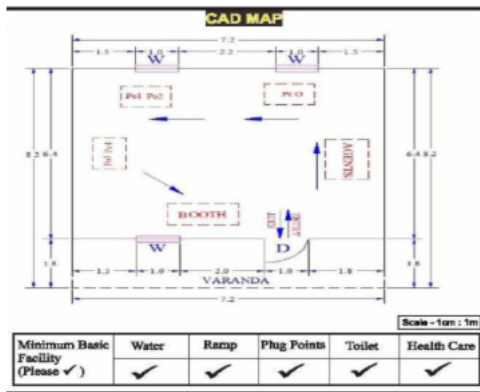 CAD MAP
7.2
1.5 1.0 2.2 1.0 1.5
W W
Po1 Po2
PrO
8.2 6.4
6.4 8.2
AGENTS
BOOTH
EXIT ENTRY
W D
1.8 1.8
1.5 1.0 2.0 1.0
VARANDA
7.2
Scale - 1cm : 1m
Minimum Basic Facility (Please ✓) Water Ramp Plug Points Toilet Health Care
✓ ✓ ✓ ✓ ✓